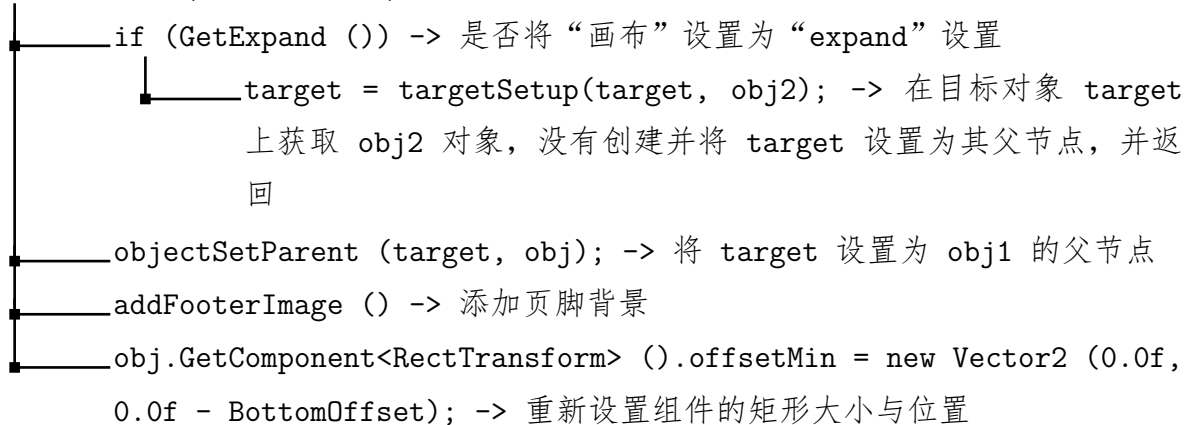 if (GetExpand ()) -> 是否将“画布”设置为“expand”设置
target = targetSetup(target, obj2); -> 在目标对象 target
上获取 obj2 对象，没有创建并将 target 设置为其父节点，并返
回
objectSetParent (target, obj); -> 将 target 设置为 obj1 的父节点
addFooterImage () -> 添加页脚背景
obj.GetComponent<RectTransform> ().offsetMin = new Vector2 (0.0f,
0.0f - BottomOffset); -> 重新设置组件的矩形大小与位置